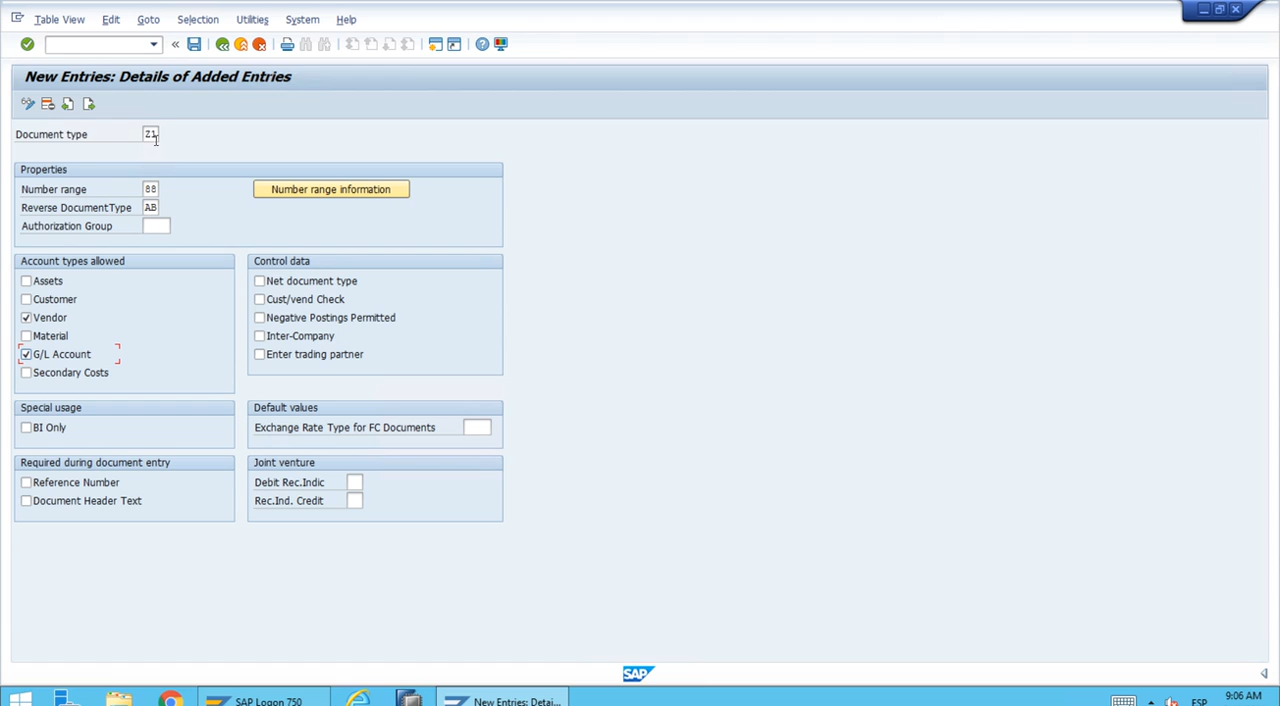 Table View Edit Goto Selection Utilities System Help
New Entries: Details of Added Entries
Document type Z1
Properties
Number range 88 Number range information
Reverse DocumentType AB
Authorization Group
Account types allowed Control data
Assets Net document type
Customer Cust/vend Check
Vendor Negative Postings Permitted
Material Inter-Company
G/L Account Enter trading partner
Secondary Costs
Special usage Default values
BI Only Exchange Rate Type for FC Documents
Required during document entry Joint venture
Reference Number Debit Rec.Indic
Document Header Text Rec.Ind. Credit
SAP
SAP Logon 750 New Entries: Detai... ESP 9:06 AM